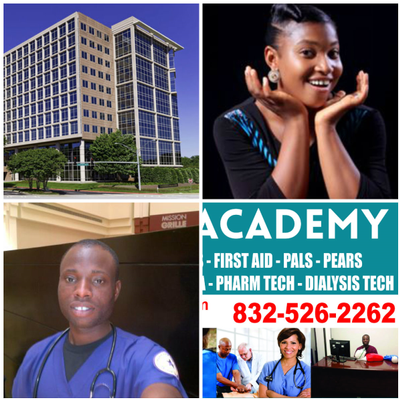 MISSION
GRILLE
ACADEMY
- FIRST AID - PALS - PEARS
- PHARM TECH - DIALYSIS TECH
832-526-2262